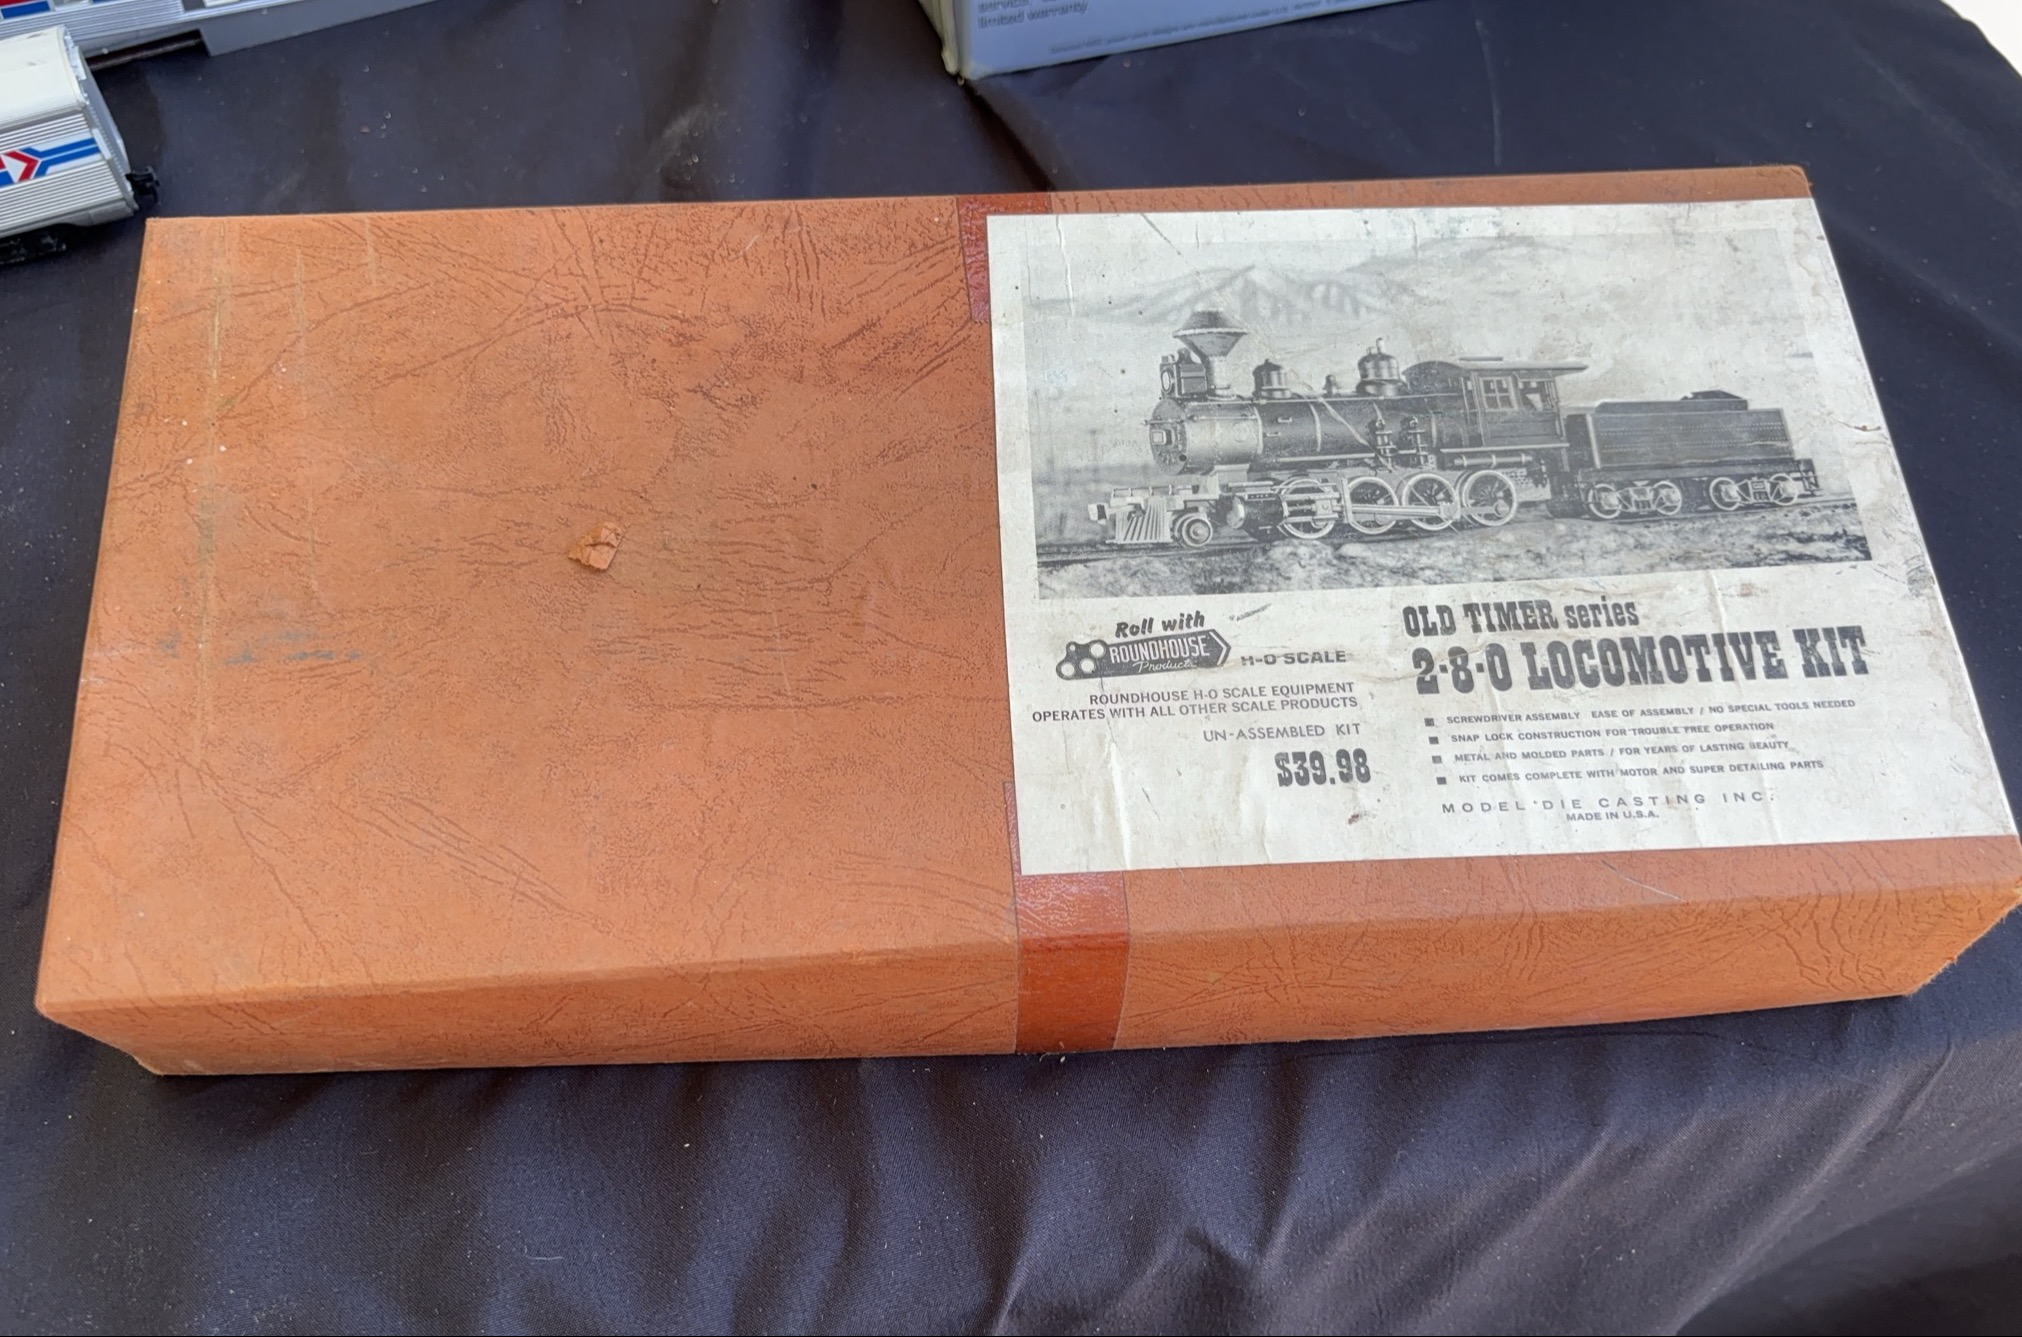 limited warranty
Roll with
ROUNDHOUSE
Products
H-O SCALE
ROUNDHOUSE H-O SCALE EQUIPMENT
OPERATES WITH ALL OTHER SCALE PRODUCTS
UN-ASSEMBLED KIT
$39.98
OLD TIMER series
2-8-0 LOCOMOTIVE KIT
SCREWDRIVER ASSEMBLY EASE OF ASSEMBLY / NO SPECIAL TOOLS NEEDED
SNAP LOCK CONSTRUCTION FOR TROUBLE FREE OPERATION
METAL AND MOLDED PARTS / FOR YEARS OF LASTING BEAUTY
KIT COMES COMPLETE WITH MOTOR AND SUPER DETAILING PARTS
MODEL DIE CASTING INC.
MADE IN U.S.A.